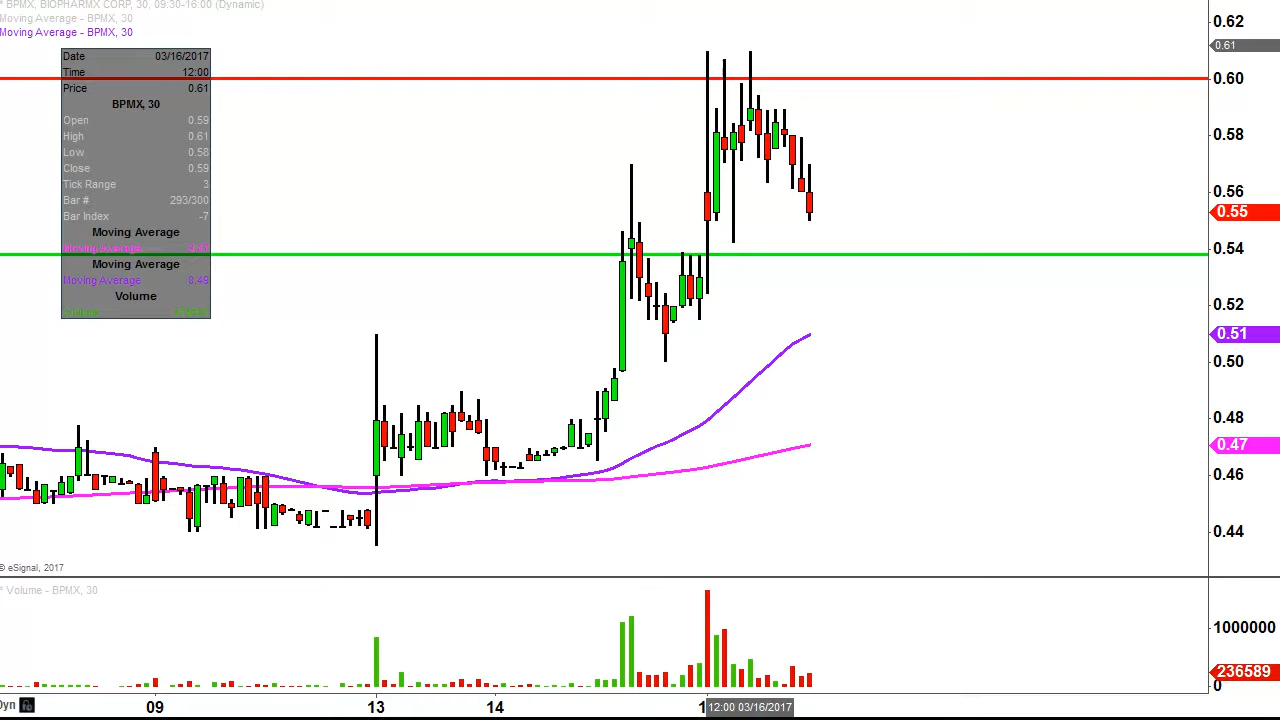 * BPMX, BIOPHARMX CORP, 30, 09:30-16:00 (Dynamic)
Moving Average - BPMX, 30
Moving Average - BPMX, 30
Date 03/16/2017
Time 12:00
Price 0.61
BPMX, 30
Open 0.59
High 0.61
Low 0.58
Close 0.59
Tick Range 3
Bar # 293/300
Bar Index -7
Moving Average
Moving Average
Moving Average
Moving Average 0.49
Volume
0.62
0.61
0.60
0.58
0.56
0.55
0.54
0.52
0.51
0.50
0.48
0.47
0.46
0.44
© eSignal, 2017
* Volume - BPMX, 30
1000000
236589
0
Dyn 09 13 14 12:00 03/16/2017